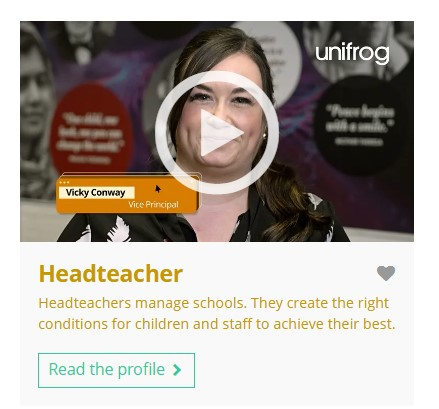 unifrog
"One child, one
book, one pen
change the world."
"Peace begins
with a smile."
Vicky Conway
Vice Principal
Headteacher
Headteachers manage schools. They create the right
conditions for children and staff to achieve their best.
Read the profile